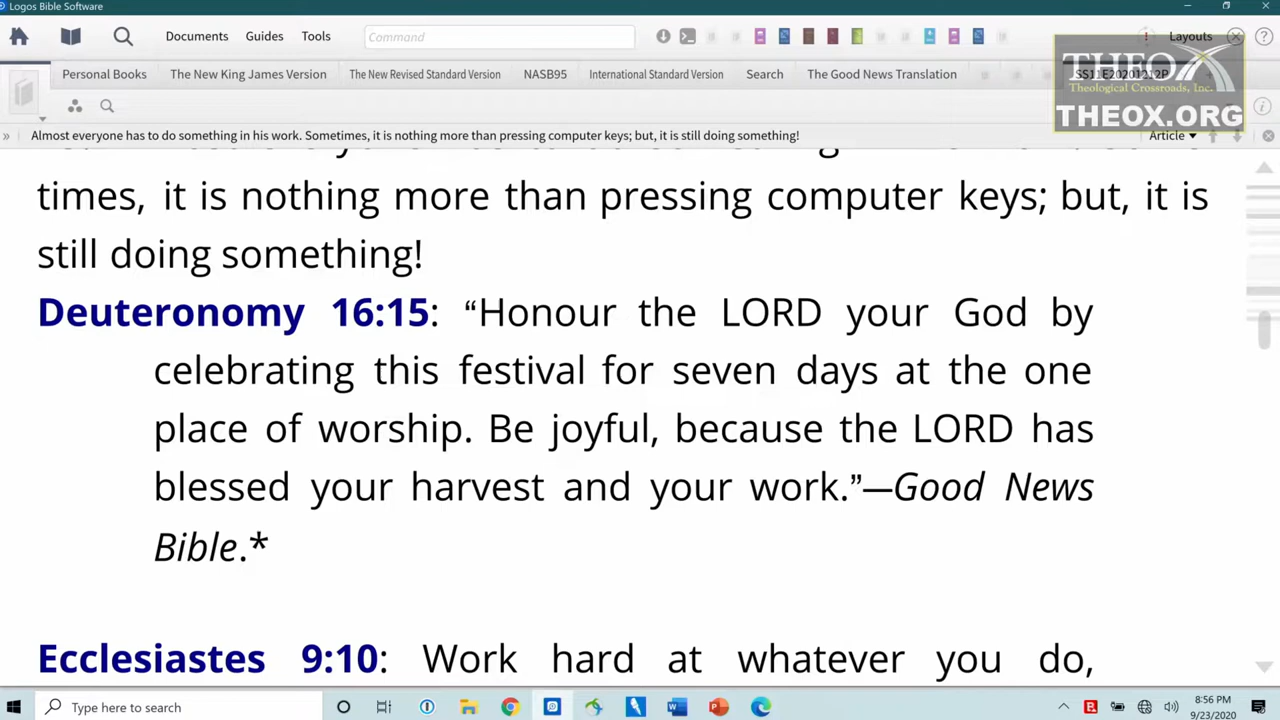 Logos Bible Software
Documents Guides Tools Command Layouts
Personal Books The New King James Version The New Revised Standard Version NASB95 International Standard Version Search The Good News Translation SS11E20201212P
THEOX
Theological Crossroads, Inc.
THEOX.ORG
» Almost everyone has to do something in his work. Sometimes, it is nothing more than pressing computer keys; but, it is still doing something! Article
times, it is nothing more than pressing computer keys; but, it is
still doing something!
Deuteronomy 16:15: “Honour the LORD your God by
celebrating this festival for seven days at the one
place of worship. Be joyful, because the LORD has
blessed your harvest and your work.”—Good News
Bible.*
Ecclesiastes 9:10: Work hard at whatever you do,
Type here to search
8:56 PM
9/23/2020